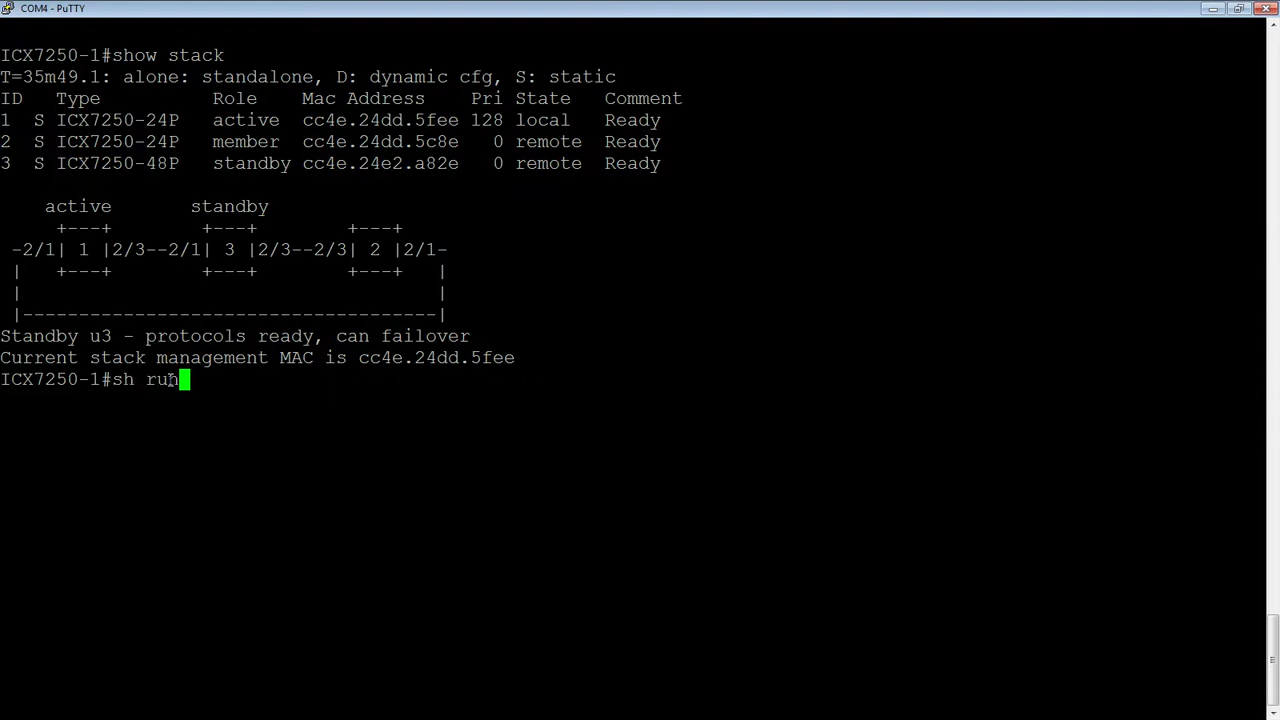 COM4 - PuTTY
ICX7250-1#show stack
T=35m49.1: alone: standalone, D: dynamic cfg, S: static
ID   S   Type          Role    Mac Address    Pri State   Comment
1  S ICX7250-24P   active  cc4e.24dd.5fee 128 local   Ready
2  S ICX7250-24P   member  cc4e.24dd.5c8e   0 remote  Ready
3  S ICX7250-48P   standby cc4e.24e2.a82e   0 remote  Ready
    active       standby
     +---+        +---+        +---+
 -2/1| 1 |2/3--2/1| 3 |2/3--2/3| 2 |2/1-
 |   +---+        +---+        +---+   |
 |                                     |
 |-------------------------------------|
Standby u3 - protocols ready, can failover
Current stack management MAC is cc4e.24dd.5fee
ICX7250-1#sh run